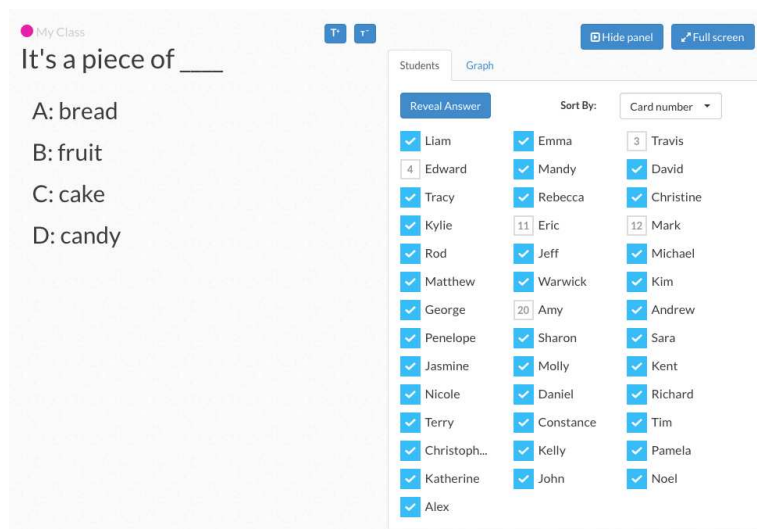 My Class
T+ T-
It's a piece of ____
A: bread
B: fruit
C: cake
D: candy
Hide panel Full screen
Students Graph
Reveal Answer Sort By: Card number
Liam Emma 3 Travis
4 Edward Mandy David
Tracy Rebecca Christine
Kylie 11 Eric 12 Mark
Rod Jeff Michael
Matthew Warwick Kim
George 20 Amy Andrew
Penelope Sharon Sara
Jasmine Molly Kent
Nicole Daniel Richard
Terry Constance Tim
Christoph... Kelly Pamela
Katherine John Noel
Alex